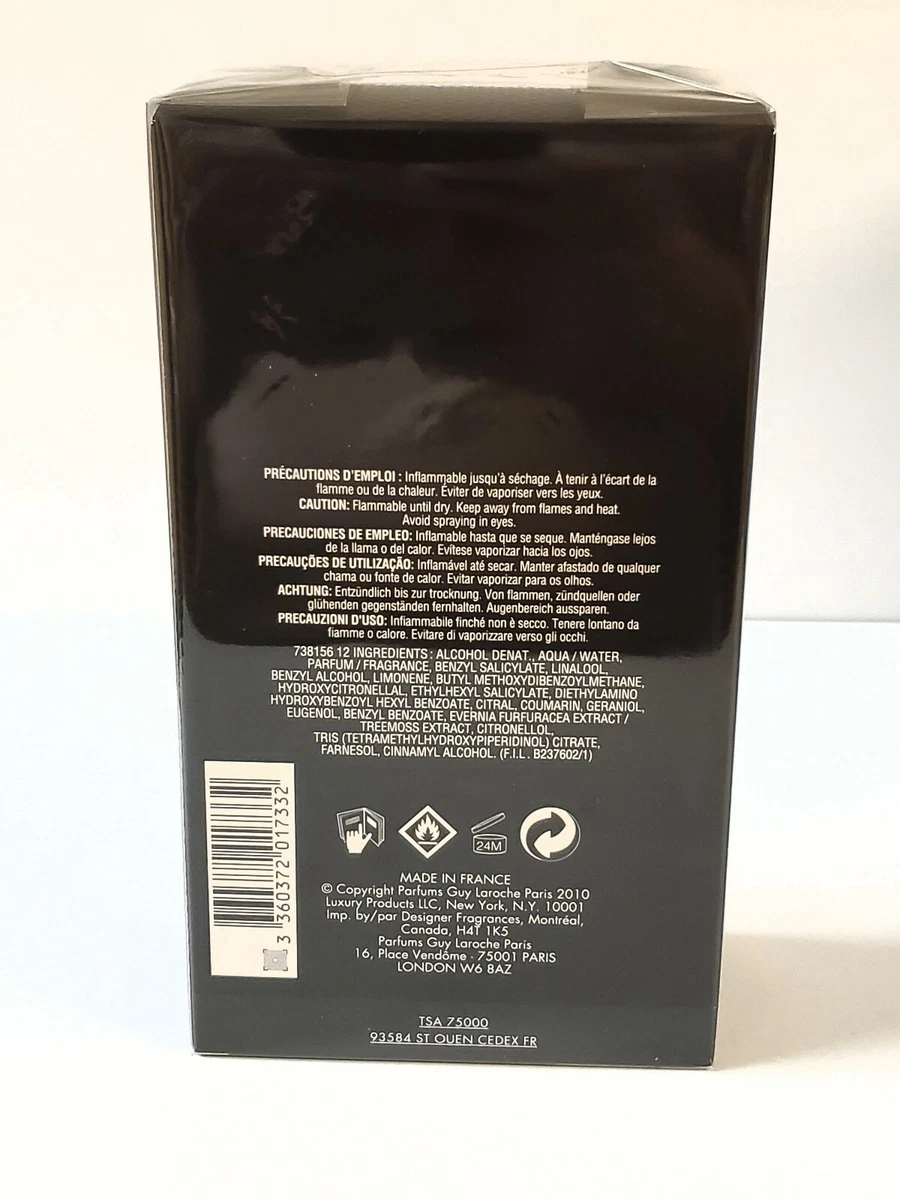 PRÉCAUTIONS D'EMPLOI : Inflammable jusqu'à séchage. À tenir à l'écart de la
flamme ou de la chaleur. Éviter de vaporiser vers les yeux.
CAUTION: Flammable until dry. Keep away from flames and heat.
Avoid spraying in eyes.
PRECAUCIONES DE EMPLEO: Inflamable hasta que se seque. Manténgase lejos
de la llama o del calor. Evítese vaporizar hacia los ojos.
PRECAUÇÕES DE UTILIZAÇÃO: Inflamável até secar. Manter afastado de qualquer
chama ou fonte de calor. Evitar vaporizar para os olhos.
ACHTUNG: Entzündlich bis zur trocknung. Von flammen, zündquellen oder
glühenden gegenständen fernhalten. Augenbereich aussparen.
PRECAUZIONI D'USO: Infiammabile finché non è secco. Tenere lontano da
fiamme o calore. Evitare di vaporizzare verso gli occhi.
738156 12 INGREDIENTS : ALCOHOL DENAT., AQUA / WATER,
PARFUM / FRAGRANCE, BENZYL SALICYLATE, LINALOOL,
BENZYL ALCOHOL, LIMONENE, BUTYL METHOXYDIBENZOYLMETHANE,
HYDROXYCITRONELLAL, ETHYLHEXYL SALICYLATE, DIETHYLAMINO
HYDROXYBENZOYL HEXYL BENZOATE, CITRAL, COUMARIN, GERANIOL,
EUGENOL, BENZYL BENZOATE, EVERNIA FURFURACEA EXTRACT /
TREEMOSS EXTRACT, CITRONELLOL,
TRIS (TETRAMETHYLHYDROXYPIPERIDINOL) CITRATE,
FARNESOL, CINNAMYL ALCOHOL. (F.I.L. B237602/1)
3 360372 017332
24M
MADE IN FRANCE
© Copyright Parfums Guy Laroche Paris 2010
Luxury Products LLC, New York, N.Y. 10001
Imp. by/par Designer Fragrances, Montréal,
Canada, H4T 1K5
Parfums Guy Laroche Paris
16, Place Vendôme - 75001 PARIS
LONDON W6 8AZ
TSA 75000
93584 ST OUEN CEDEX FR